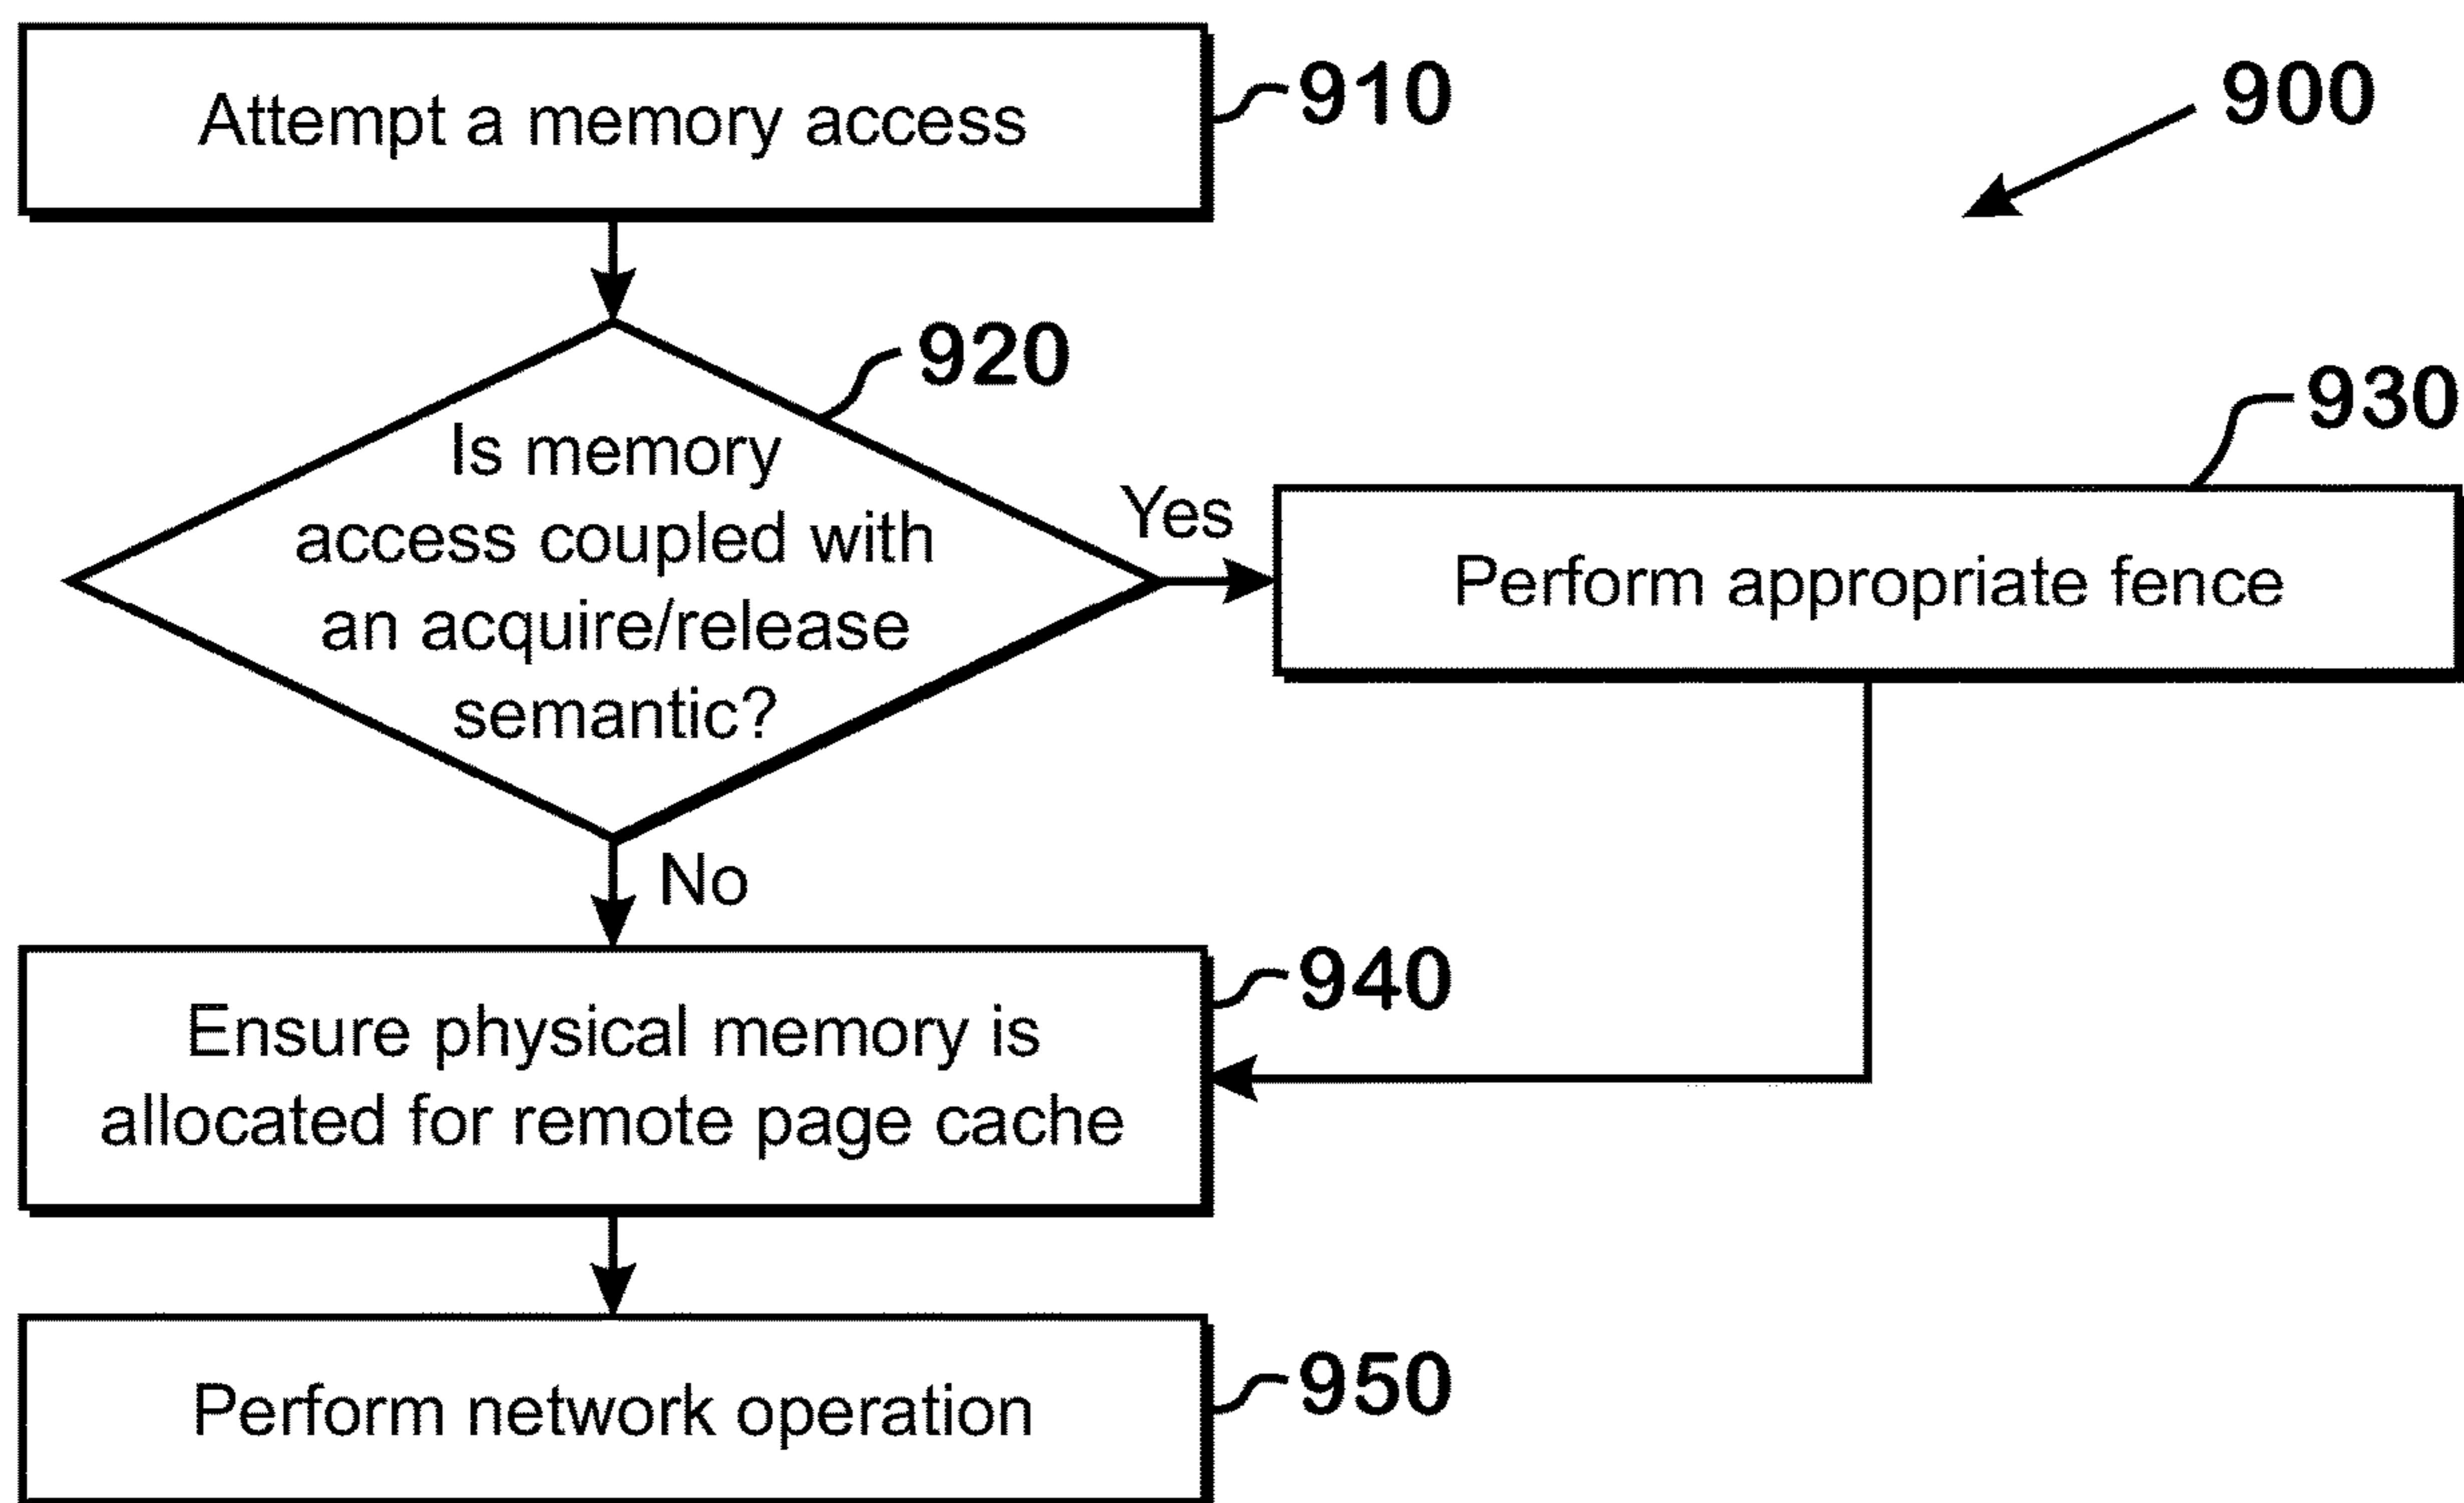 Attempt a memory access
910
900
920
Is memory
access coupled with
an acquire/release
semantic?
Yes
930
Perform appropriate fence
No
940
Ensure physical memory is
allocated for remote page cache
950
Perform network operation